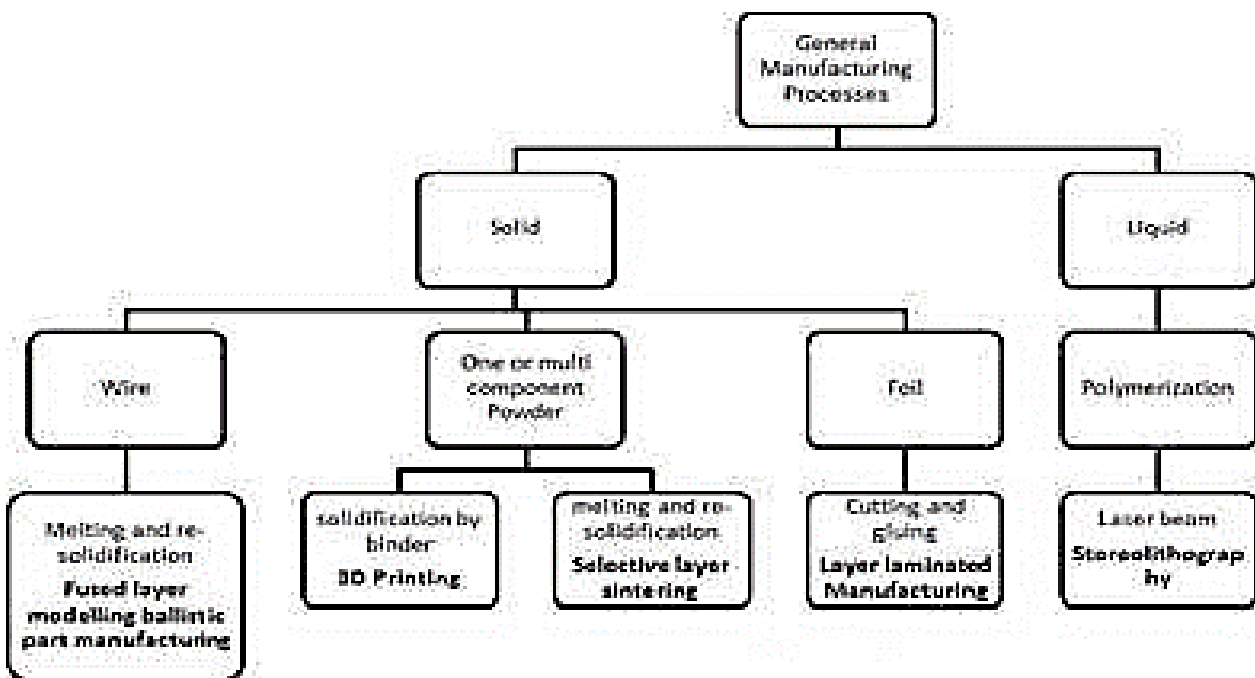 General
Manufacturing
Processes
Solid
Liquid
Wire
One or multi
component
Powder
Foil
Polymerization
Melting and re-
solidification
Fused layer
modelling ballistic
part manufacturing
solidification by
binder
3D Printing
melting and re-
solidification
Selective layer
sintering
Cutting and
Layer laminated
Manufacturing
Laser beam
Stereolithograp
hy